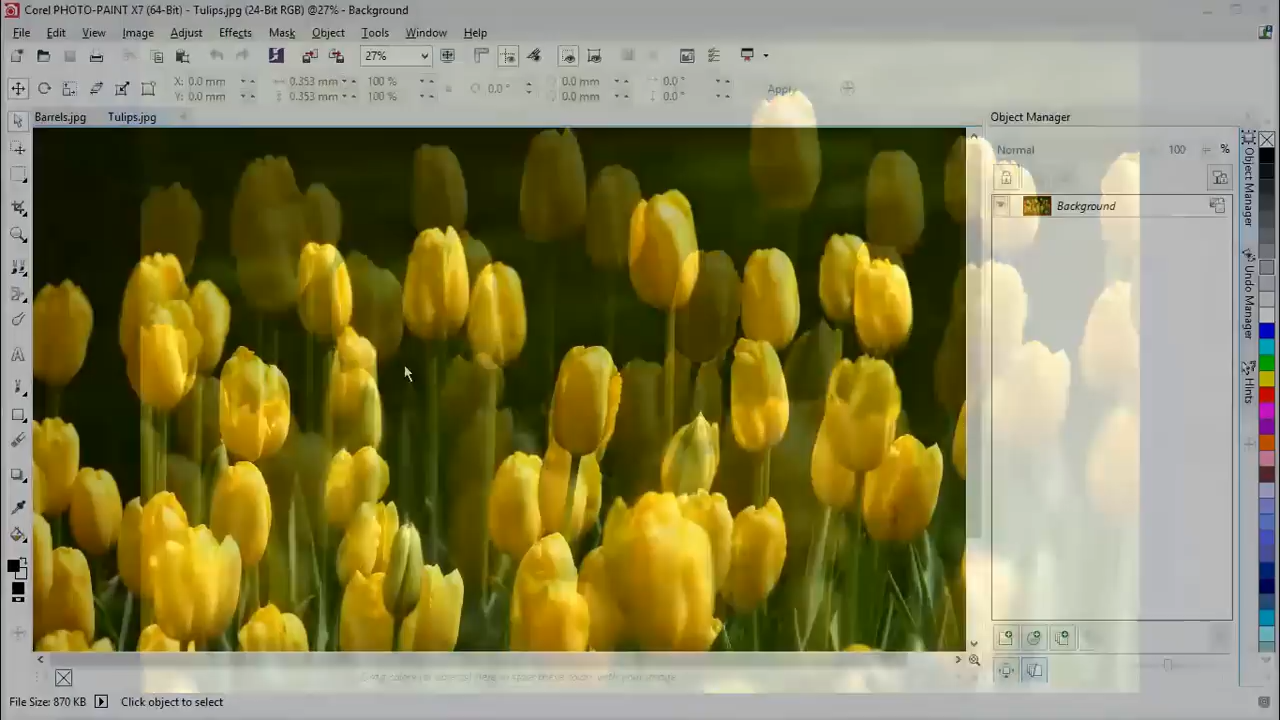 Corel PHOTO-PAINT X7 (64-Bit) - Tulips.jpg (24-Bit RGB) @27% - Background
File Edit View Image Adjust Effects Mask Object Tools Window Help
27%
X: 0.0 mm 0.353 mm 100 % 0.0 ° 0.0 mm 0.0 ° Apply
Y: 0.0 mm 0.353 mm 100 % 0.0 mm 0.0 °
Barrels.jpg Tulips.jpg Object Manager
Normal 100 %
Background
Object Manager
Undo Manager
Hints
File Size: 870 KB Click object to select